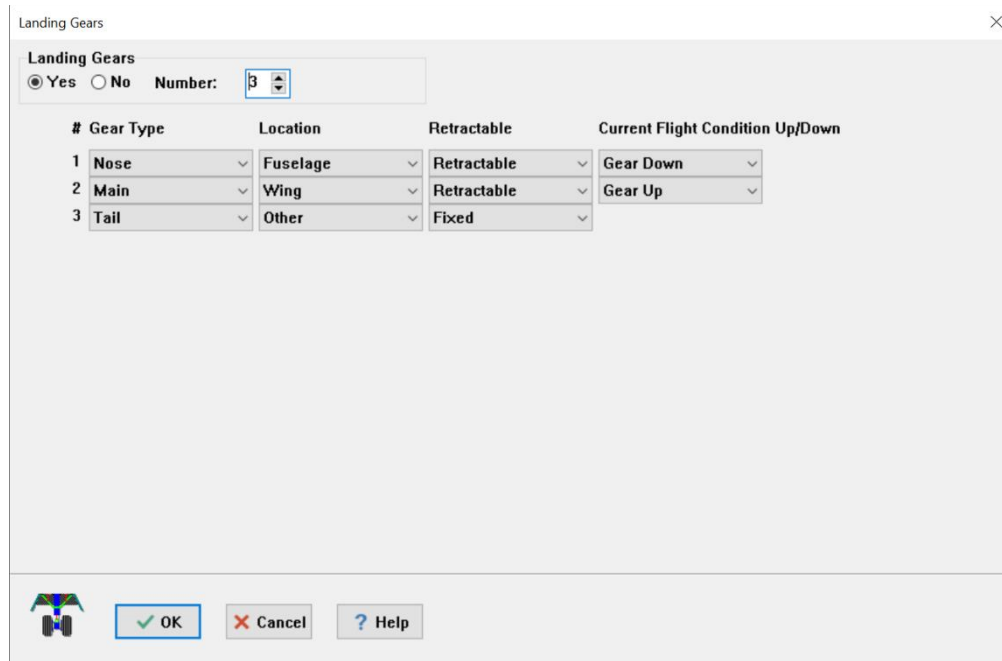 Landing Gears
Landing Gears
Yes No Number: 3
# Gear Type Location Retractable Current Flight Condition Up/Down
1 Nose Fuselage Retractable Gear Down
2 Main Wing Retractable Gear Up
3 Tail Other Fixed
OK Cancel ? Help